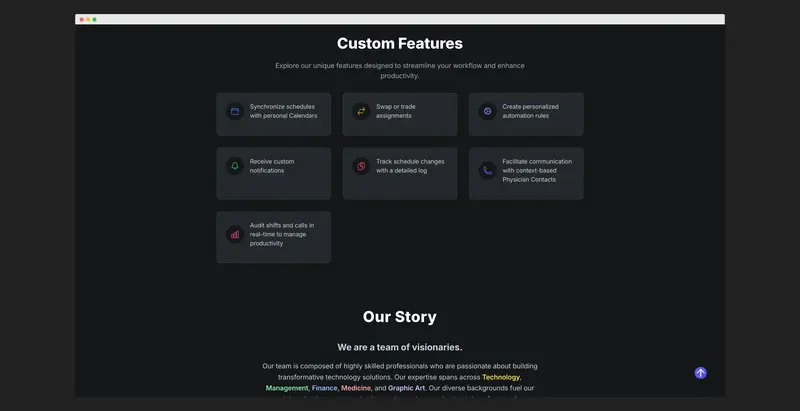 Custom Features
Explore our unique features designed to streamline your workflow and enhance
productivity.
Synchronize schedules
with personal Calendars
Swap or trade
assignments
Create personalized
automation rules
Receive custom
notifications
Track schedule changes
with a detailed log
Facilitate communication
with context-based
Physician Contacts
Audit shifts and calls in
real-time to manage
productivity
Our Story
We are a team of visionaries.
Our team is composed of highly skilled professionals who are passionate about building
transformative technology solutions. Our expertise spans across Technology,
Management, Finance, Medicine, and Graphic Art. Our diverse backgrounds fuel our